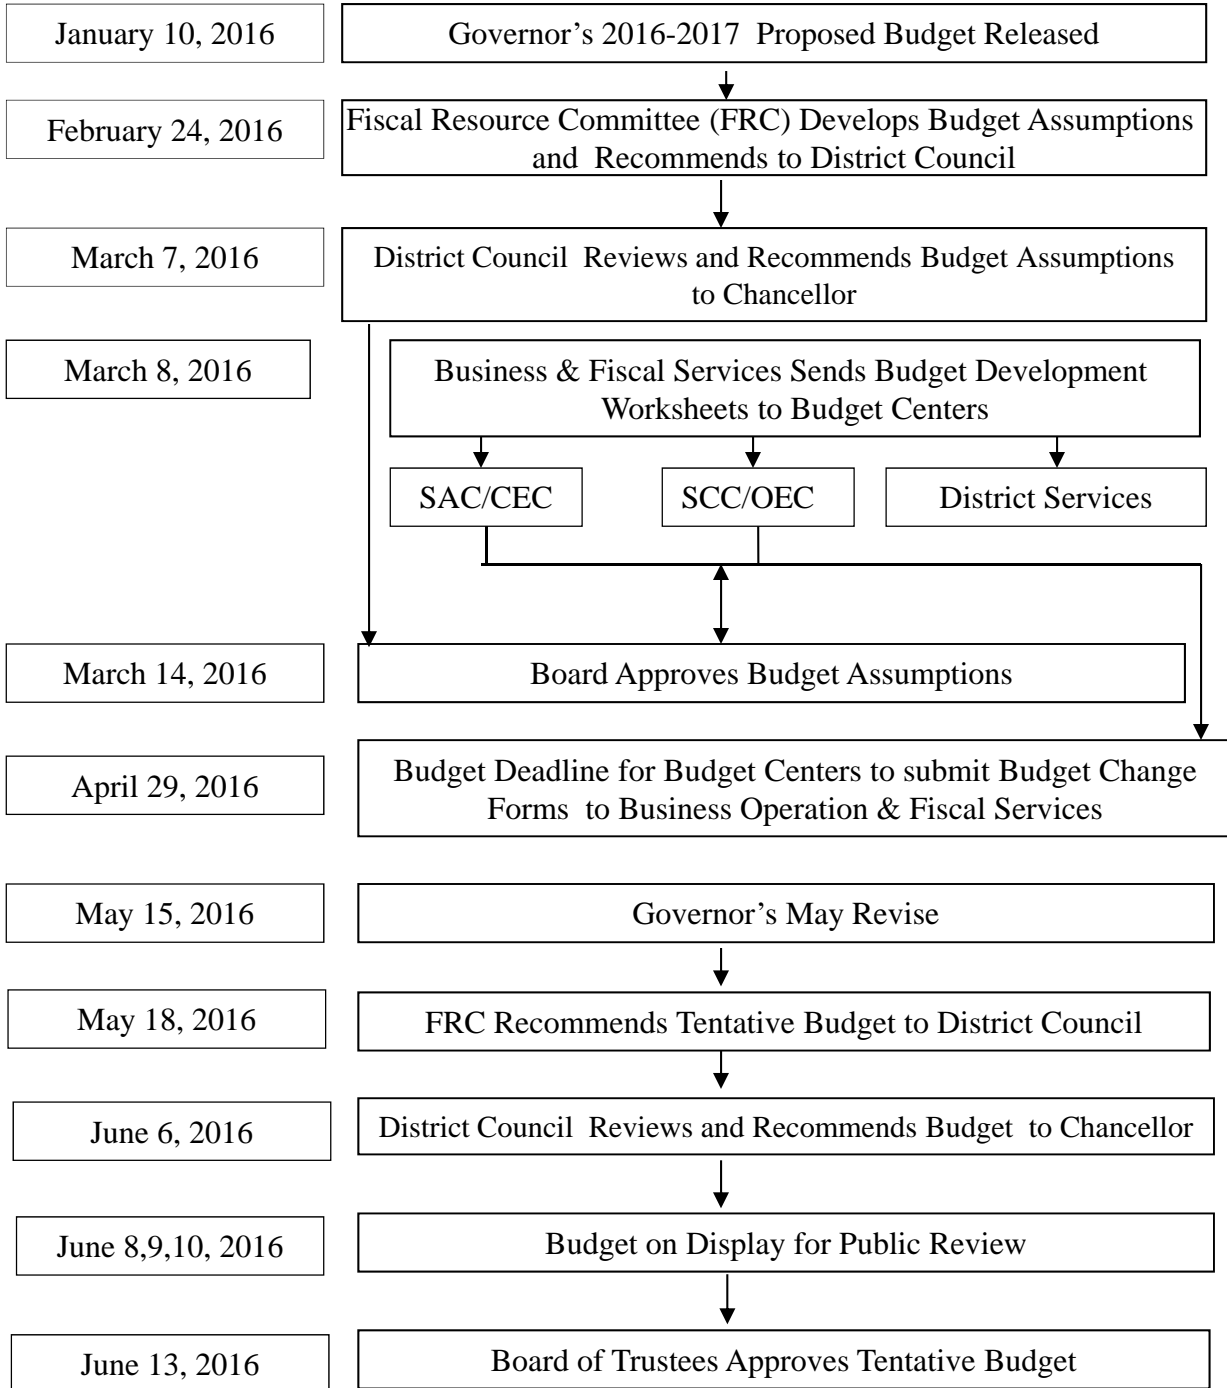 January 10, 2016
Governor’s 2016-2017 Proposed Budget Released
February 24, 2016
Fiscal Resource Committee (FRC) Develops Budget Assumptions
and Recommends to District Council
March 7, 2016
District Council Reviews and Recommends Budget Assumptions
to Chancellor
March 8, 2016
Business & Fiscal Services Sends Budget Development
Worksheets to Budget Centers
SAC/CEC
SCC/OEC
District Services
March 14, 2016
Board Approves Budget Assumptions
April 29, 2016
Budget Deadline for Budget Centers to submit Budget Change
Forms to Business Operation & Fiscal Services
May 15, 2016
Governor’s May Revise
May 18, 2016
FRC Recommends Tentative Budget to District Council
June 6, 2016
District Council Reviews and Recommends Budget to Chancellor
June 8,9,10, 2016
Budget on Display for Public Review
June 13, 2016
Board of Trustees Approves Tentative Budget